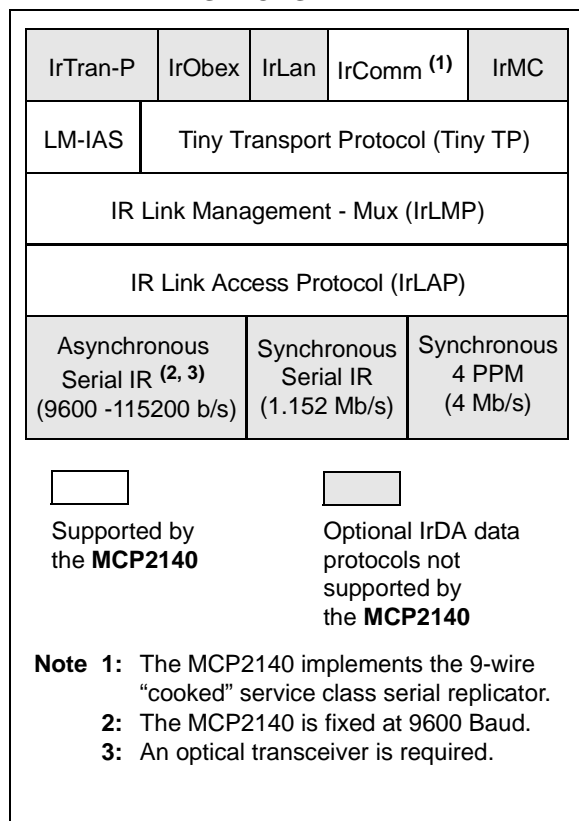 IrTran-P IrObex IrLan IrComm (1) IrMC
LM-IAS Tiny Transport Protocol (Tiny TP)
IR Link Management - Mux (IrLMP)
IR Link Access Protocol (IrLAP)
Asynchronous
Serial IR (2, 3)
(9600 -115200 b/s)
Synchronous
Serial IR
(1.152 Mb/s)
Synchronous
4 PPM
(4 Mb/s)
Supported by
the MCP2140
Optional IrDA data
protocols not
supported by
the MCP2140
Note 1: The MCP2140 implements the 9-wire
“cooked” service class serial replicator.
2: The MCP2140 is fixed at 9600 Baud.
3: An optical transceiver is required.